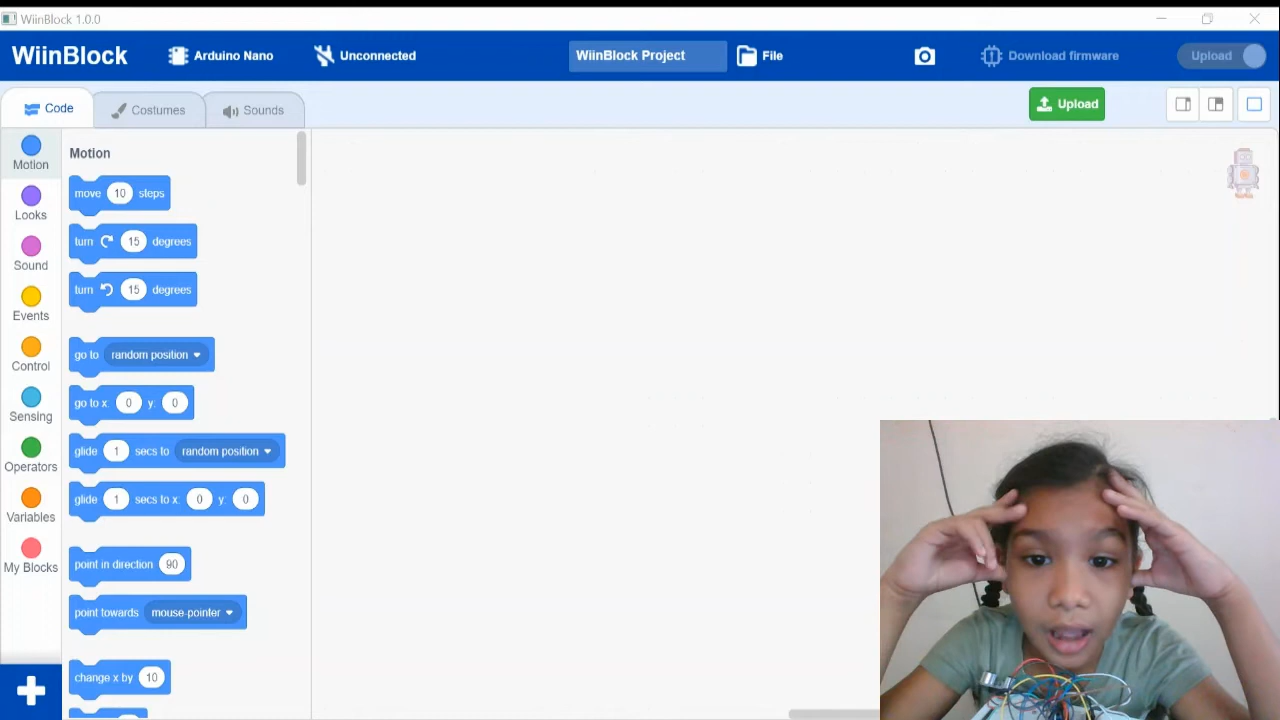 WiinBlock 1.0.0
WiinBlock Arduino Nano Unconnected WiinBlock Project File Download firmware Upload
Code Costumes Sounds Upload
Motion
Looks
Sound
Events
Control
Sensing
Operators
Variables
My Blocks
Motion
move 10 steps
turn 15 degrees
turn 15 degrees
go to random position
go to x: 0 y: 0
glide 1 secs to random position
glide 1 secs to x: 0 y: 0
point in direction 90
point towards mouse-pointer
change x by 10